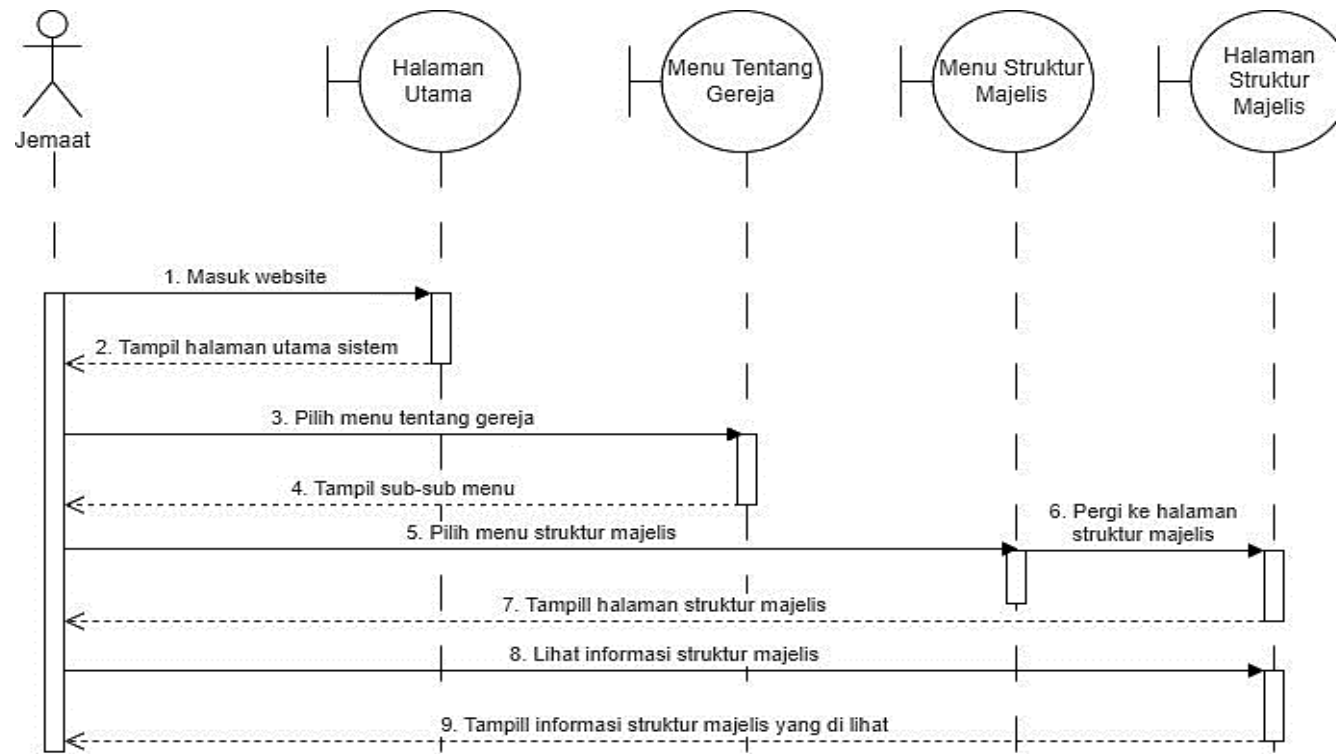 Halaman
Utama
Menu Tentang
Gereja
Menu Struktur
Majelis
Halaman
Struktur
Majelis
Jemaat
1. Masuk website
2. Tampil halaman utama sistem
3. Pilih menu tentang gereja
4. Tampil sub-sub menu
5. Pilih menu struktur majelis
6. Pergi ke halaman
struktur majelis
7. Tampill halaman struktur majelis
8. Lihat informasi struktur majelis
9. Tampill informasi struktur majelis yang di lihat